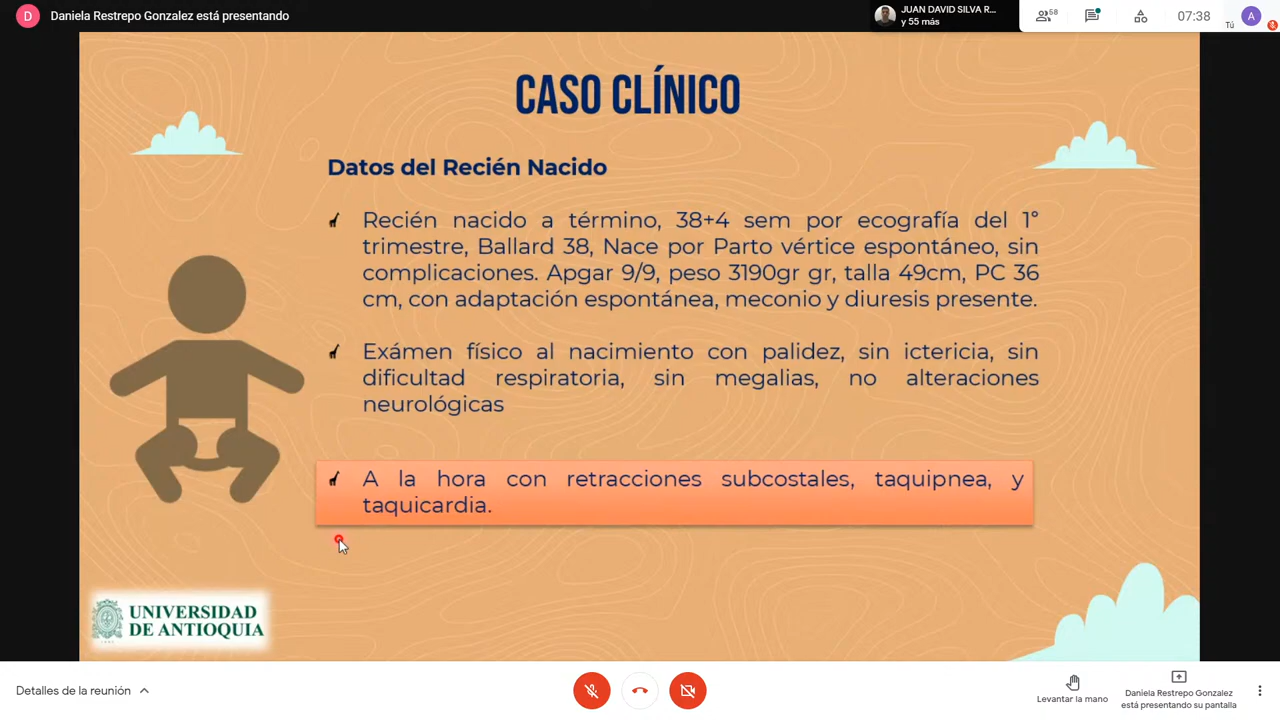 D Daniela Restrepo Gonzalez está presentando
JUAN DAVID SILVA R...
y 55 más
58
07:38
Tú
A
CASO CLÍNICO
Datos del Recién Nacido
Recién nacido a término, 38+4 sem por ecografía del 1°
trimestre, Ballard 38, Nace por Parto vértice espontáneo, sin
complicaciones. Apgar 9/9, peso 3190gr gr, talla 49cm, PC 36
cm, con adaptación espontánea, meconio y diuresis presente.
Exámen físico al nacimiento con palidez, sin ictericia, sin
dificultad respiratoria, sin megalias, no alteraciones
neurológicas
A la hora con retracciones subcostales, taquipnea, y
taquicardia.
UNIVERSIDAD
DE ANTIOQUIA
Detalles de la reunión
Levantar la mano
Daniela Restrepo Gonzalez
está presentando su pantalla